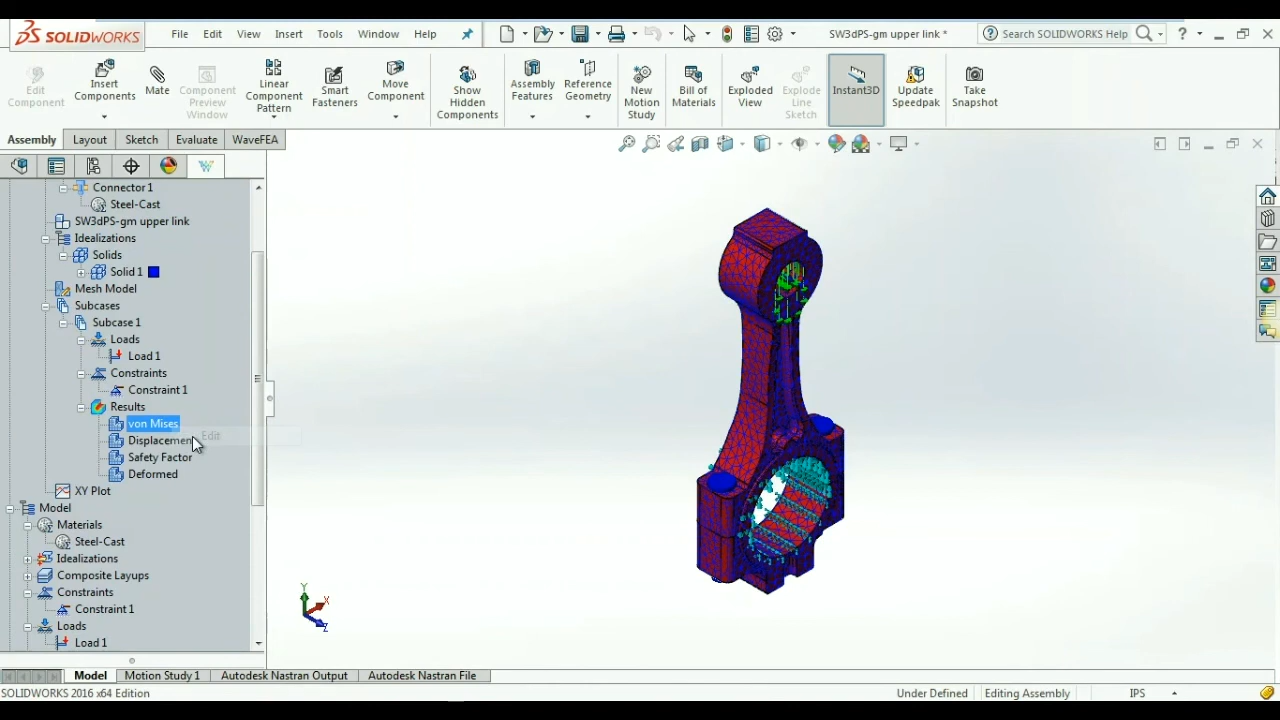 SOLIDWORKS
File Edit View Insert Tools Window Help
SW3dPS-gm upper link *
Search SOLIDWORKS Help
Edit Component
Insert Components
Mate
Component Preview Window
Linear Component Pattern
Smart Fasteners
Move Component
Show Hidden Components
Assembly Features
Reference Geometry
New Motion Study
Bill of Materials
Exploded View
Explode Line Sketch
Instant3D
Update Speedpak
Take Snapshot
Assembly Layout Sketch Evaluate WaveFEA
Connector 1
Steel-Cast
SW3dPS-gm upper link
Idealizations
Solids
Solid 1
Mesh Model
Subcases
Subcase 1
Loads
Load 1
Constraints
Constraint 1
Results
von Mises
Edit
Displacement
Safety Factor
Deformed
XY Plot
Model
Materials
Steel-Cast
Idealizations
Composite Layups
Constraints
Constraint 1
Loads
Load 1
Y
X
Z
Model Motion Study 1 Autodesk Nastran Output Autodesk Nastran File
SOLIDWORKS 2016 x64 Edition
Under Defined Editing Assembly IPS